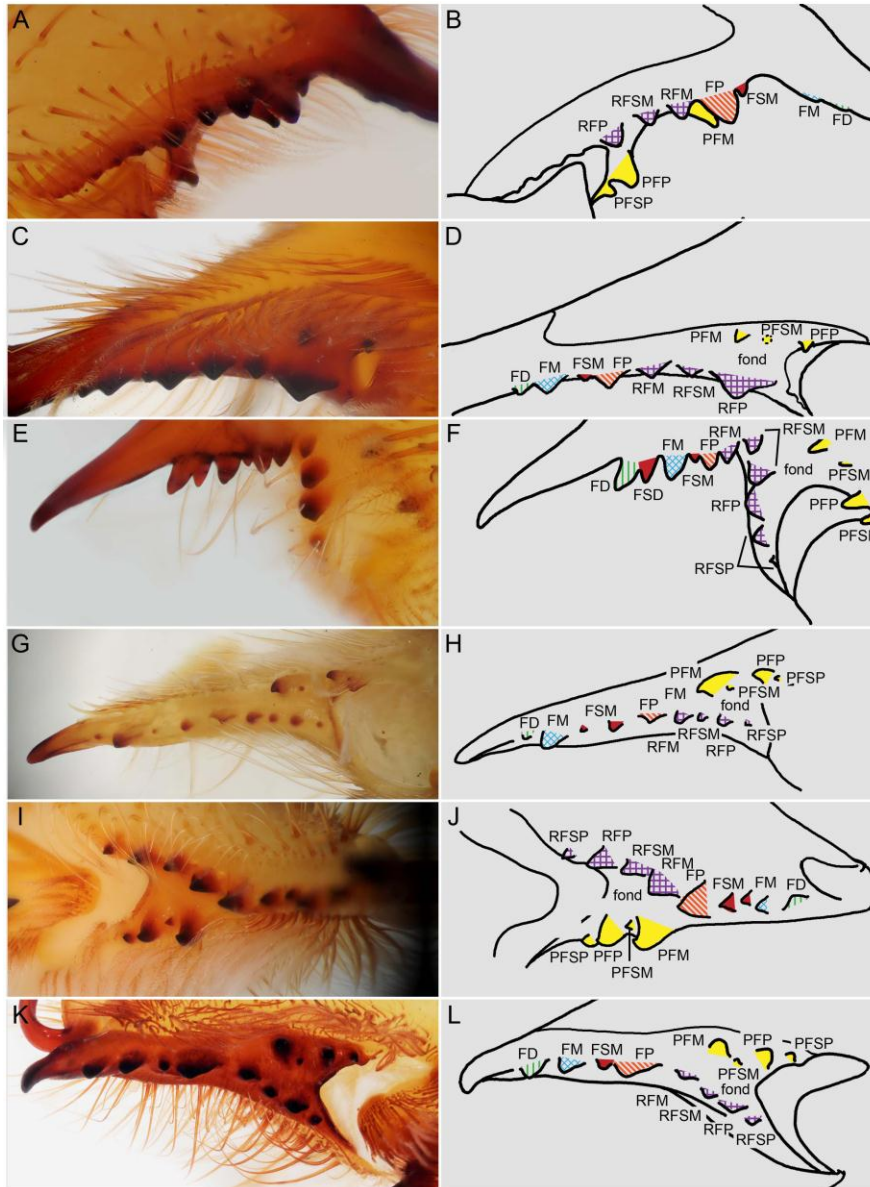 A
B
FP
RFSM RFM FSM
RFP PFM FM FD
PFP
PFSP
C
D
PFM PFSM PFP
FD FM FSM FP fond
RFM RFSM RFP
E
F
FM FP RFM RFSM PFM
fond PFSM
FD FSD FSM
RFP PFP
PFSP
RFSP
G
H
PFM PFP
FM PFSM PFSP
FD FM FSM FP fond
RFM RFSM RFP RFSP
I
J
RFSP RFP RFSM RFM
FP FSM FM FD
fond
PFSP PFP PFSM PFM
K
L
PFM PFP PFSP
FD FM FSM FP PFSM
fond
RFM RFSM RFP RFSP